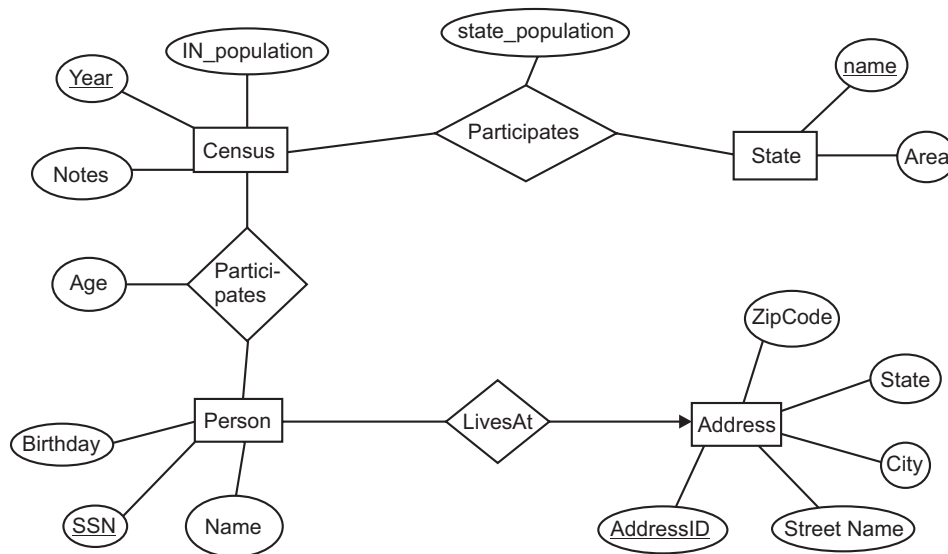 state_population
IN_population
Year
name
Census
Participates
State
Area
Notes
Partici-
pates
Age
ZipCode
State
Person
LivesAt
Address
Birthday
City
SSN
Name
AddressID
Street Name